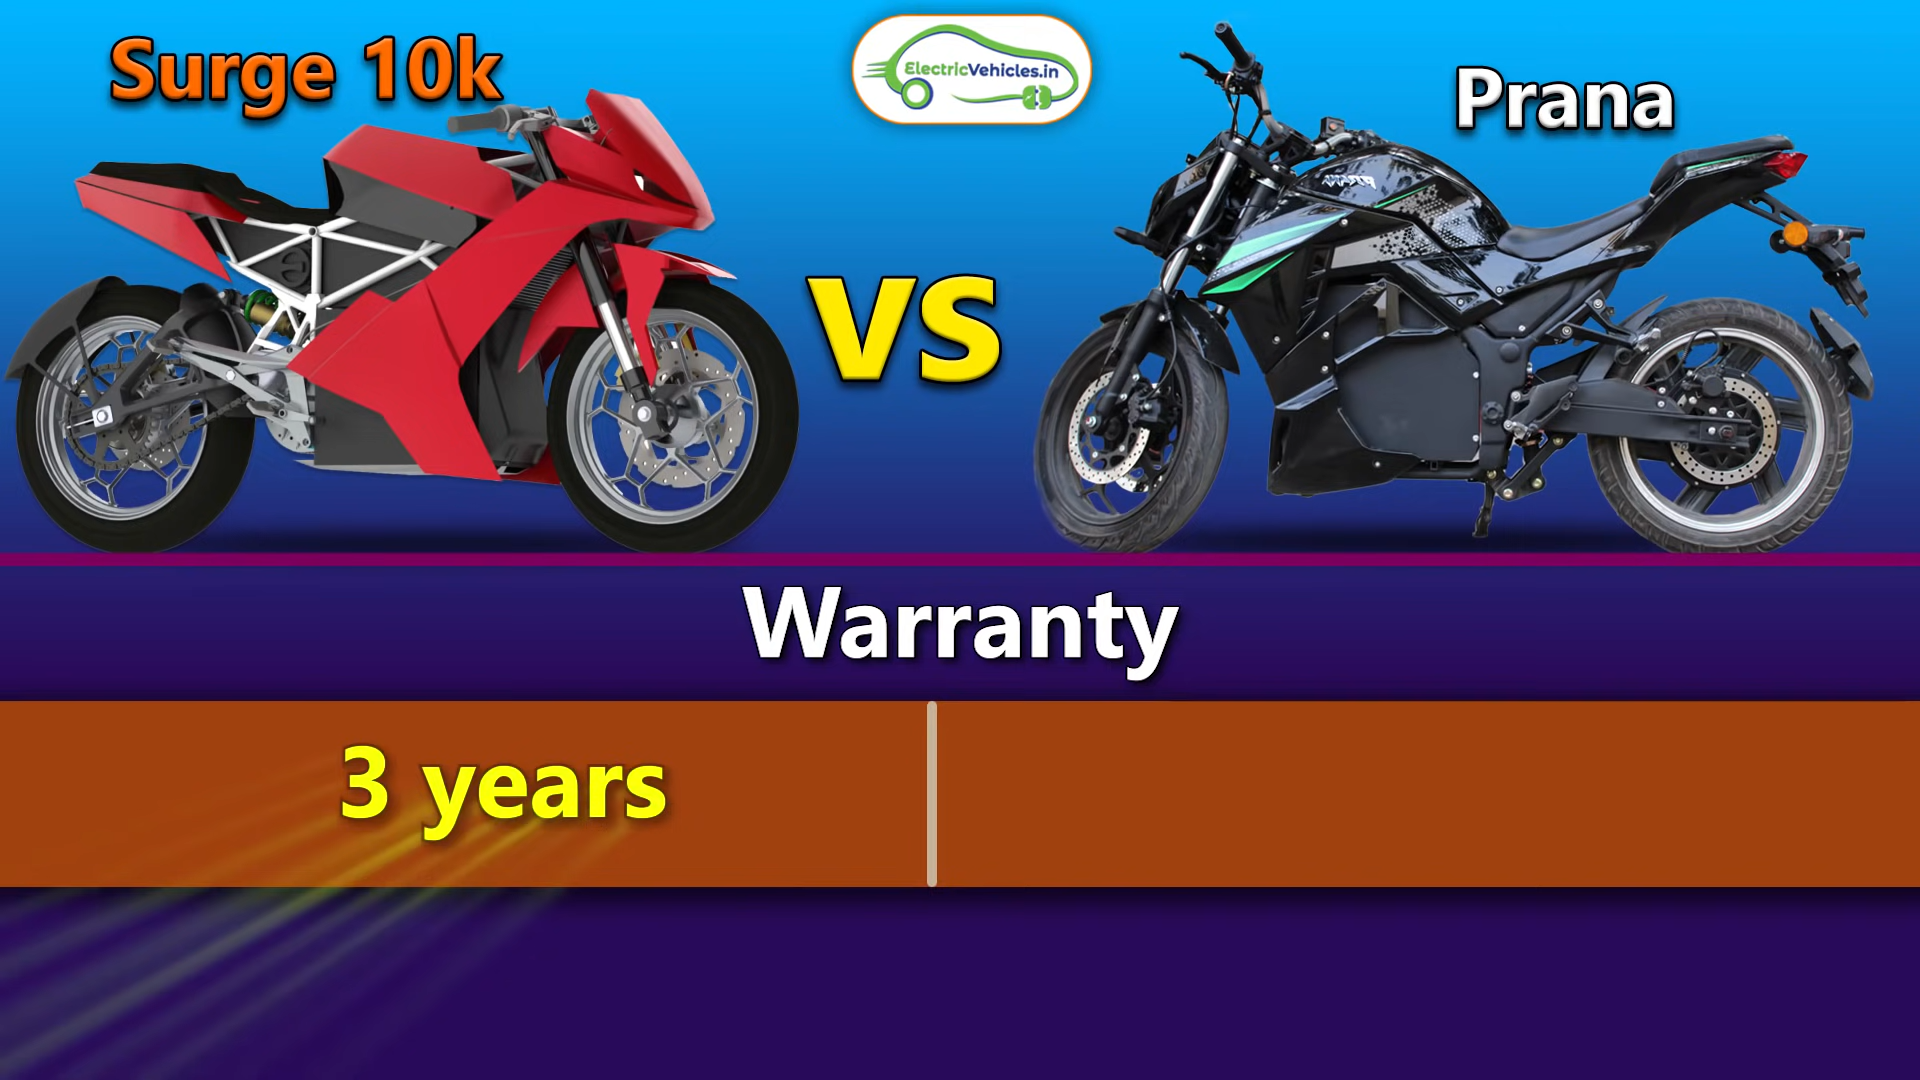 Surge 10k
ElectricVehicles.in
Prana
VS
Warranty
3 years